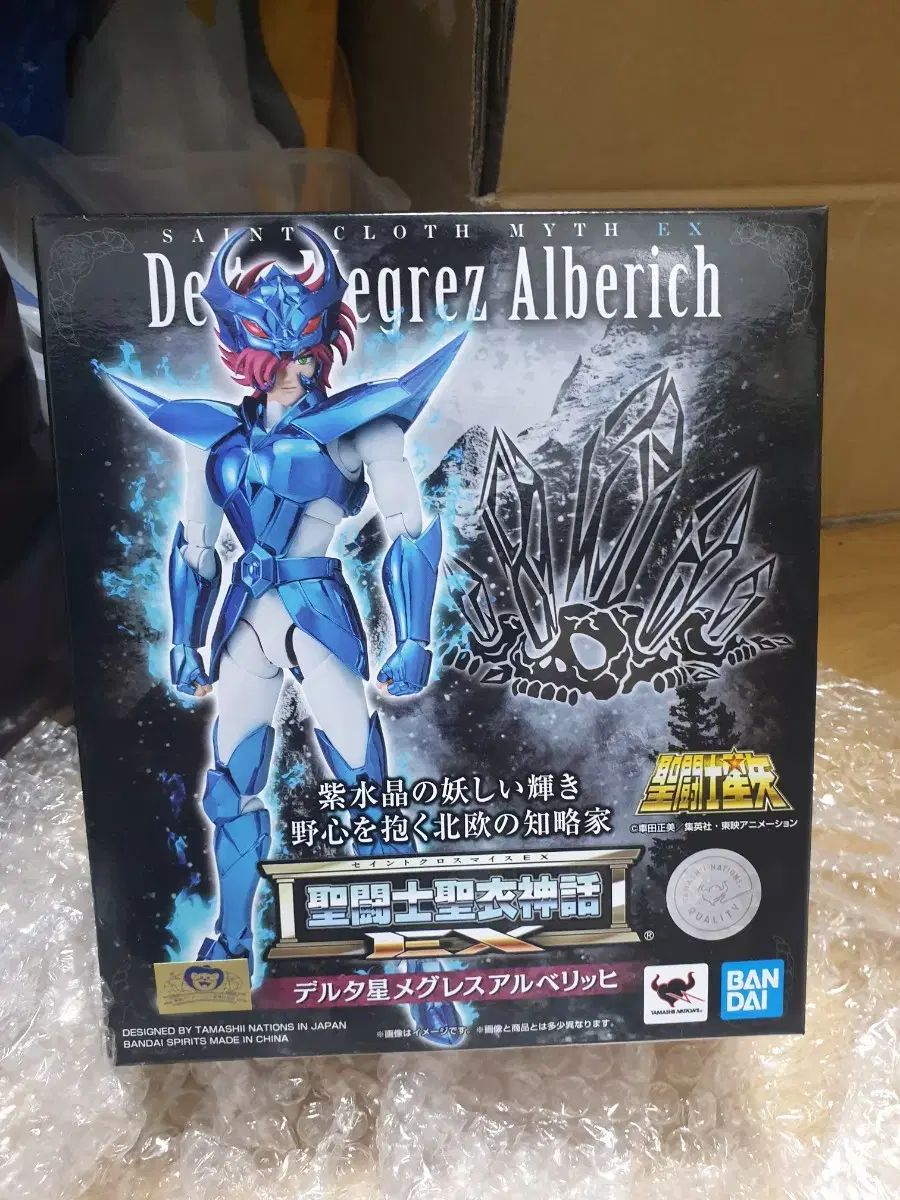 SAINT CLOTH MYTH EX
Megrez Alberich
紫水晶の妖しい輝き
野心を抱く北欧の知略家
聖闘士星矢
©車田正美/集英社・東映アニメーション
セイントクロスマイスEX
聖闘士聖衣神話
EX®
TAMASHII NATIONS
QUALITY
デルタ星メグレスアルベリッヒ
TAMASHII NATIONS®
BAN
DAI
DESIGNED BY TAMASHII NATIONS IN JAPAN
BANDAI SPIRITS MADE IN CHINA
※画像はイメージです。 ※画像と商品とは多少異なります。